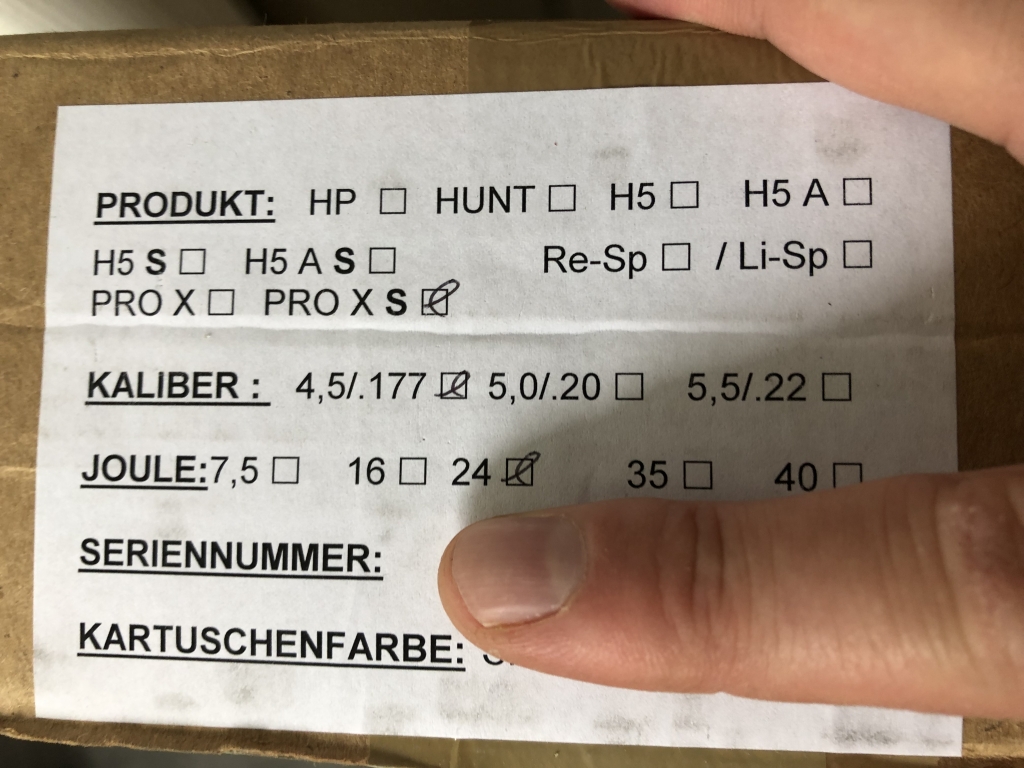 PRODUKT: HP ☐ HUNT ☐ H5 ☐ H5 A ☐
H5 S ☐ H5 A S ☐ Re-Sp ☐ / Li-Sp ☐
PRO X ☐ PRO X S ☑
KALIBER : 4,5/.177 ☑ 5,0/.20 ☐ 5,5/.22 ☐
JOULE:7,5 ☐ 16 ☐ 24 ☑ 35 ☐ 40 ☐
SERIENNUMMER:
KARTUSCHENFARBE: